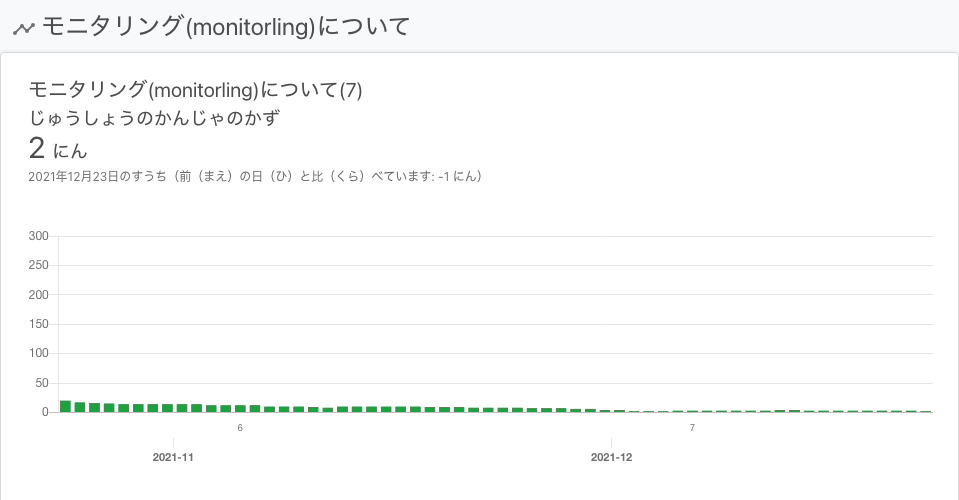 モニタリング(monitorling)について
モニタリング(monitorling)について(7)
じゅうしょうのかんじゃのかず
2 にん
2021年12月23日のすうち（前（まえ）の日（ひ）と比（くら）べています: -1 にん）
300
250
200
150
100
50
0
6 7
2021-11 2021-12